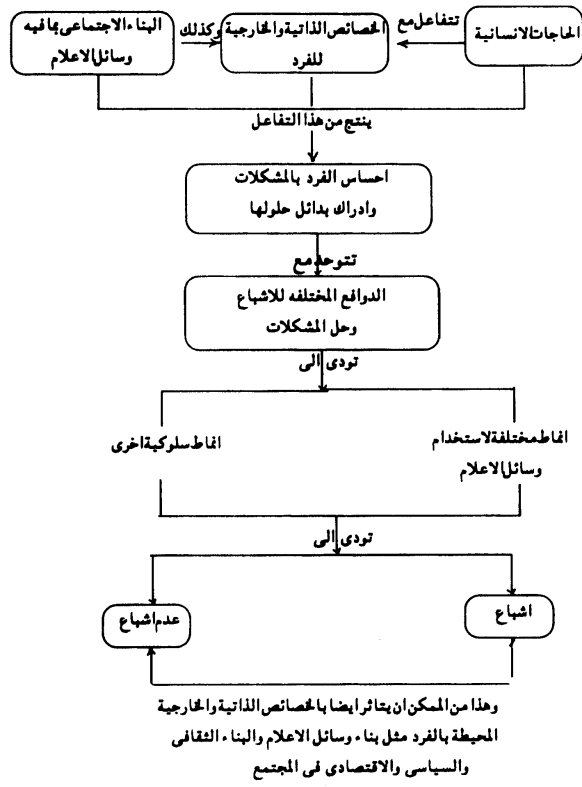 الحاجات الانسانية
تتفاعل مع
الخصائص الذاتية والخارجية
للفرد
وكذلك
البناء الاجتماعى بما فيه
وسائل الاعلام
ينتج من هذا التفاعل
احساس الفرد بالمشكلات
وادراك بدائل حلولها
تتوحد مع
الدوافع المختلفه للاشباع
وحل المشكلات
تودى الى
انماط مختلفة لاستخدام
وسائل الاعلام
انماط سلوكية اخرى
تودى الى
اشباع
عدم اشباع
وهذا من الممكن ان يتاثر ايضا بالخصائص الذاتية والخارجية
المحيطة بالفرد مثل بناء وسائل الاعلام والبناء الثقافى
والسياسى والاقتصادى فى المجتمع